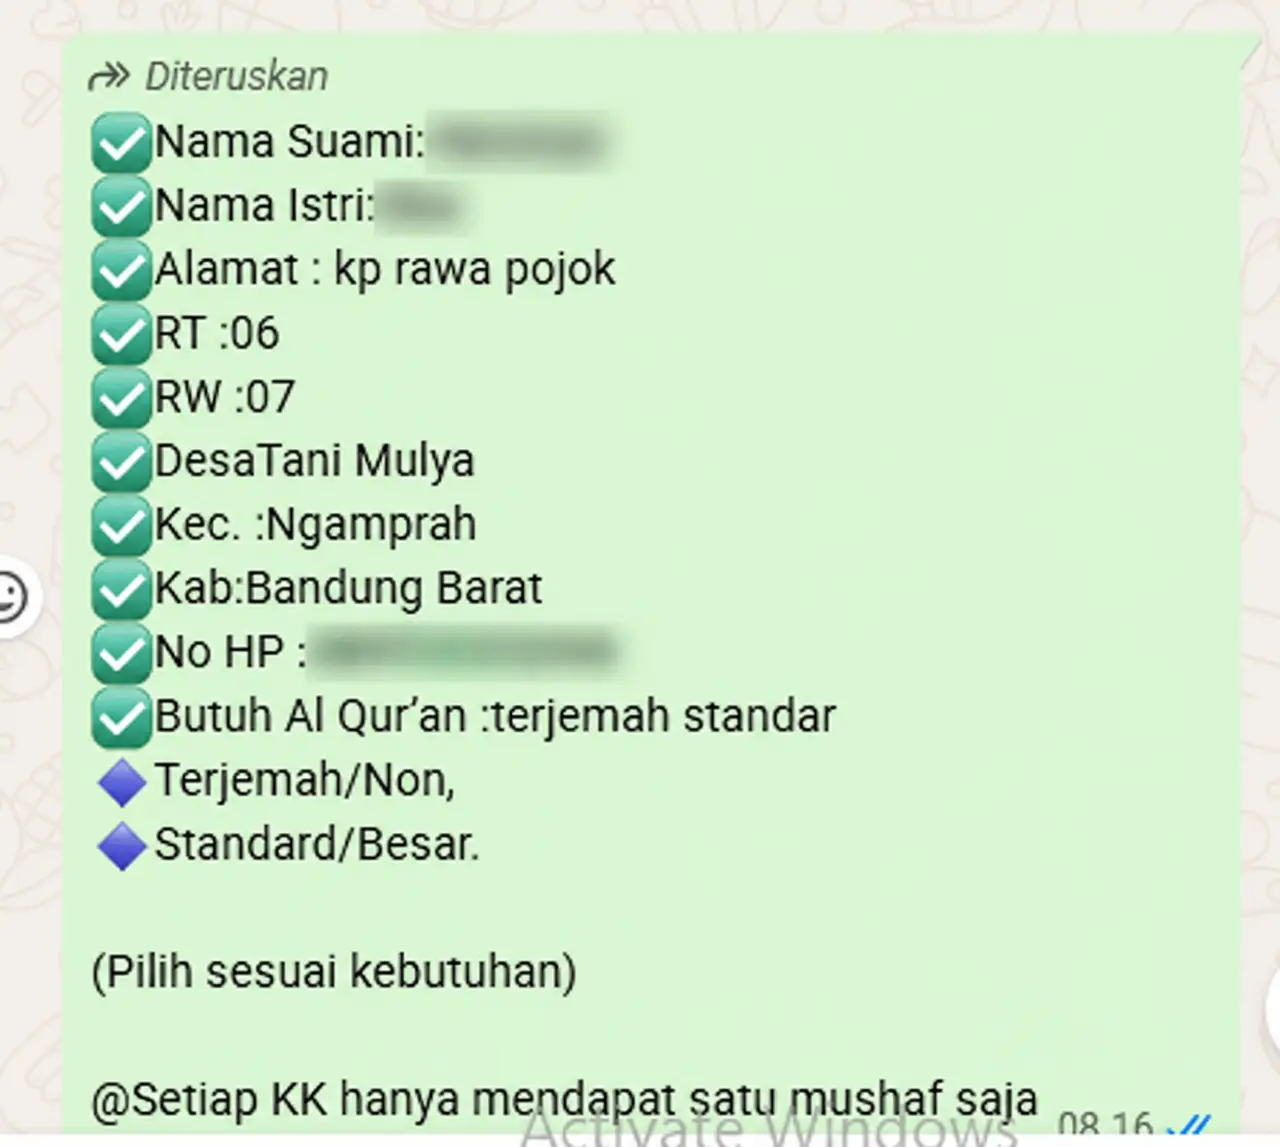 Diteruskan
Nama Suami:
Nama Istri:
Alamat : kp rawa pojok
RT :06
RW :07
DesaTani Mulya
Kec. :Ngamprah
Kab:Bandung Barat
No HP :
Butuh Al Qur’an :terjemah standar
Terjemah/Non,
Standard/Besar.
(Pilih sesuai kebutuhan)
@Setiap KK hanya mendapat satu mushaf saja
08.16
Activate Windows